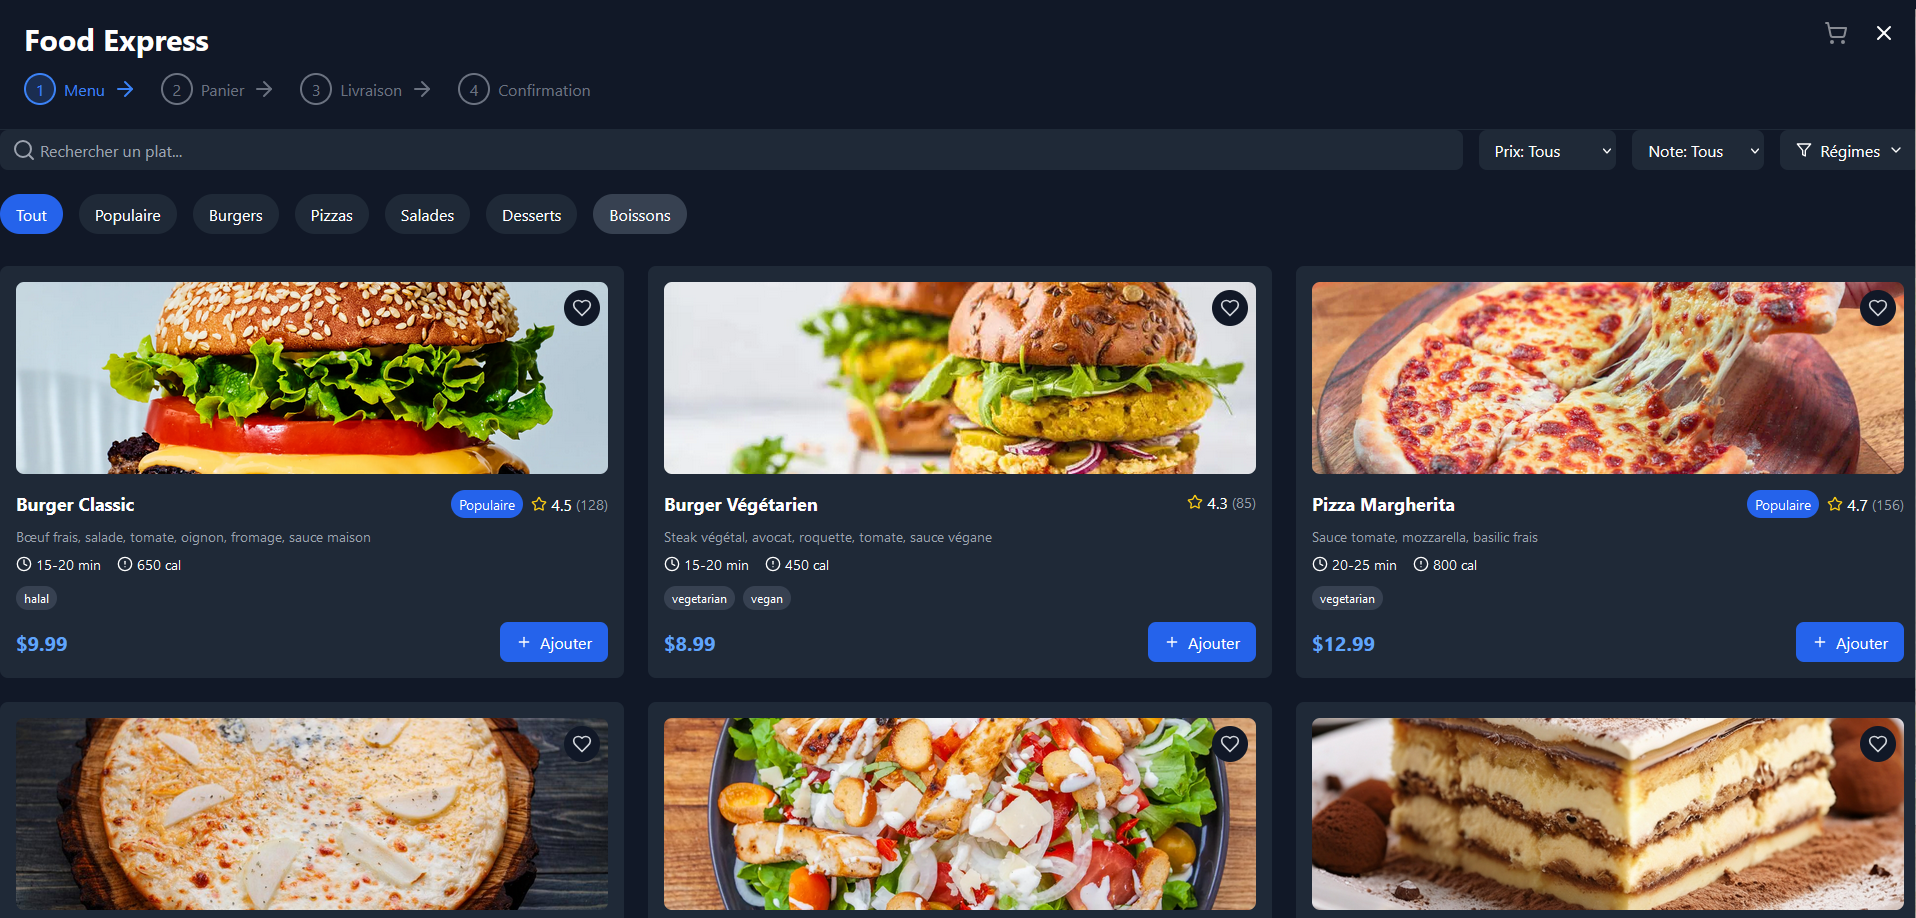 Food Express
1 Menu 2 Panier 3 Livraison 4 Confirmation
Rechercher un plat... Prix: Tous Note: Tous Régimes
Tout Populaire Burgers Pizzas Salades Desserts Boissons
Burger Classic Populaire 4.5 (128)
Bœuf frais, salade, tomate, oignon, fromage, sauce maison
15-20 min 650 cal
halal
$9.99 + Ajouter
Burger Végétarien 4.3 (85)
Steak végétal, avocat, roquette, tomate, sauce végane
15-20 min 450 cal
vegetarian vegan
$8.99 + Ajouter
Pizza Margherita Populaire 4.7 (156)
Sauce tomate, mozzarella, basilic frais
20-25 min 800 cal
vegetarian
$12.99 + Ajouter